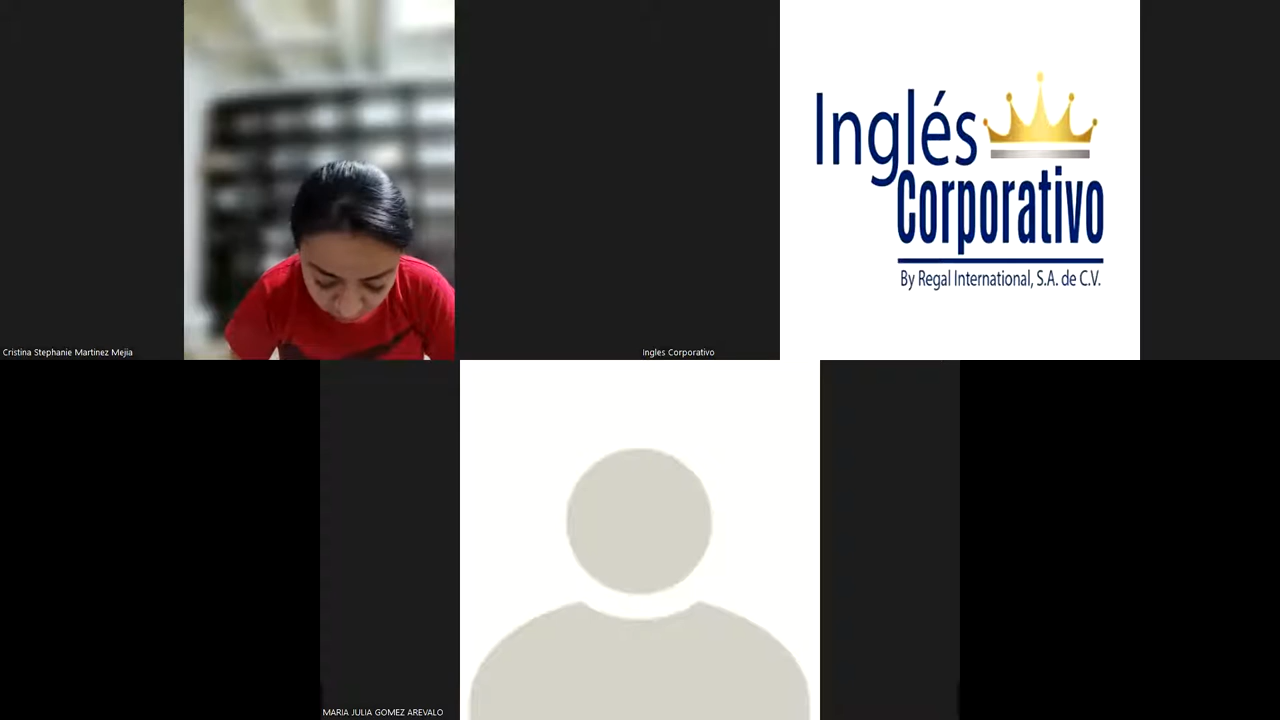 Inglés
Corporativo
By Regal International, S.A. de C.V.
Cristina Stephanie Martinez Mejia
Ingles Corporativo
MARIA JULIA GOMEZ AREVALO